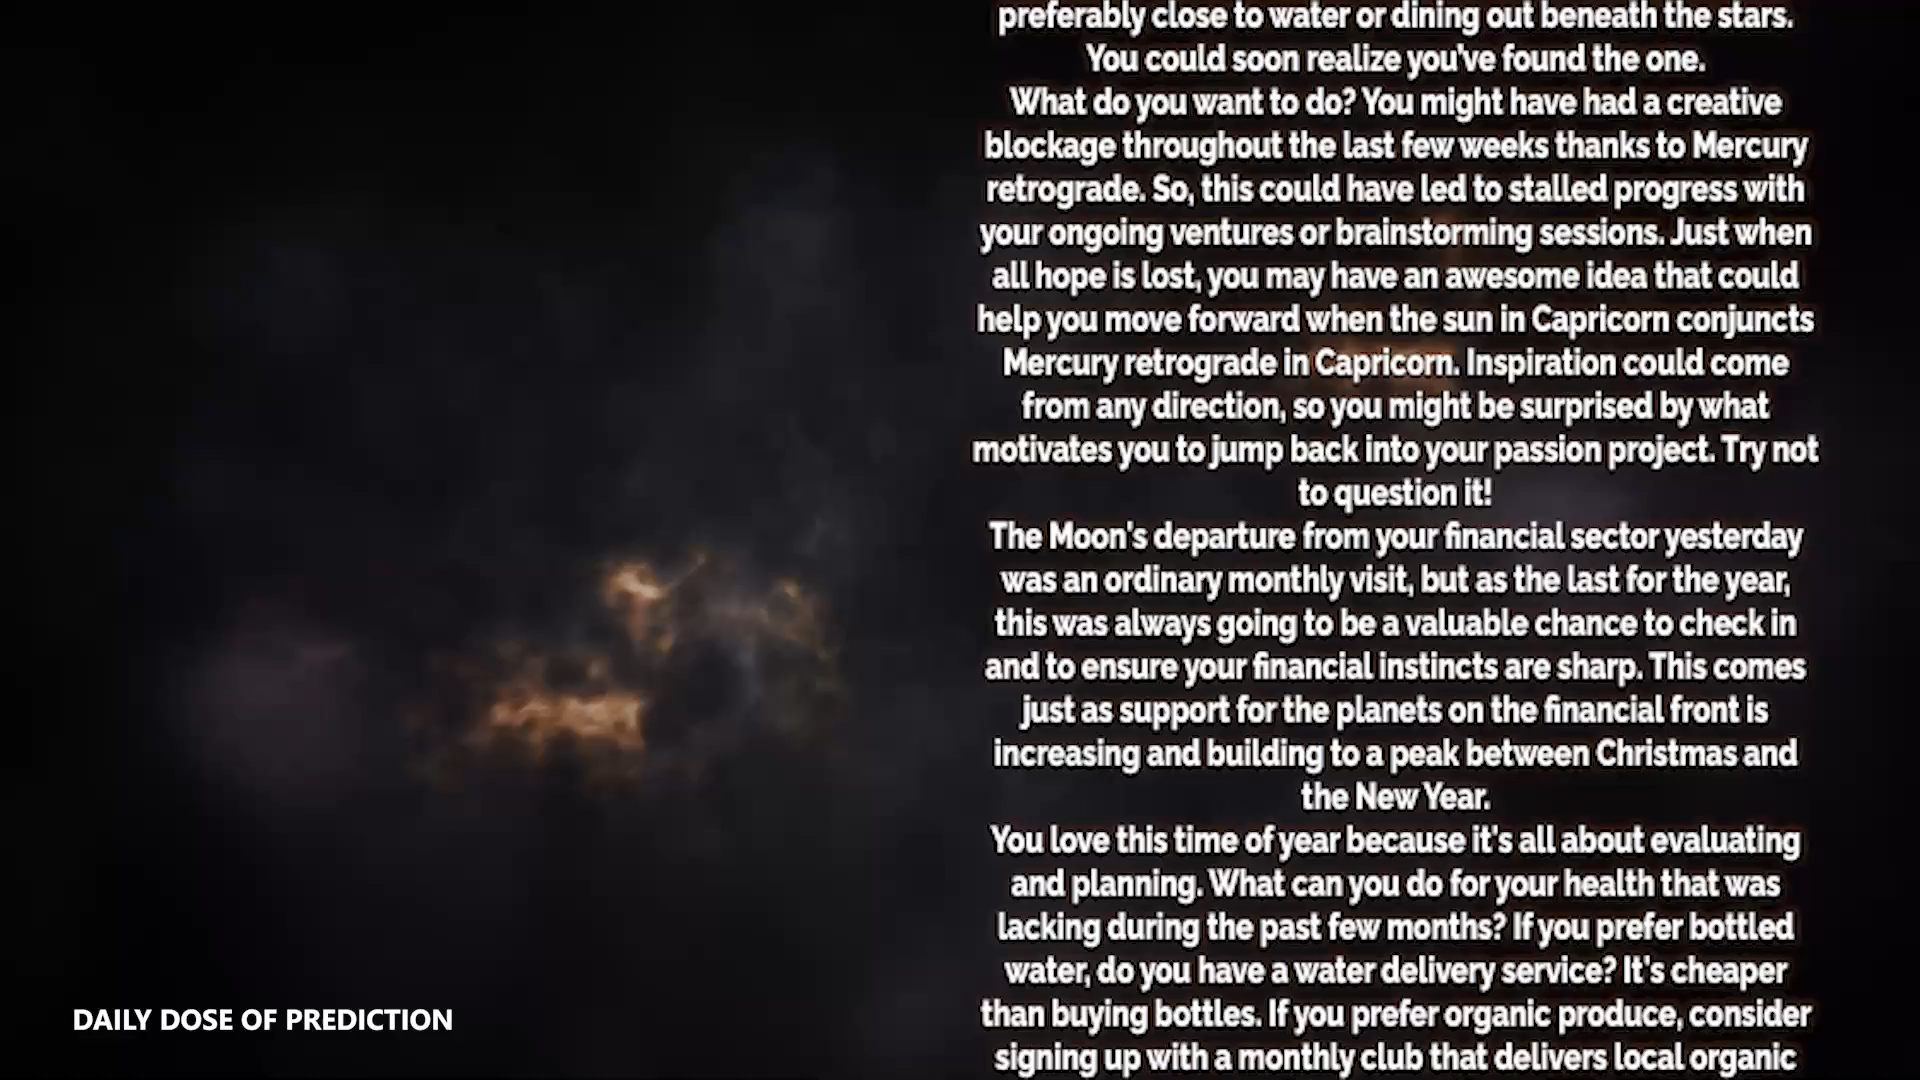 preferably close to water or dining out beneath the stars.
You could soon realize you've found the one.
What do you want to do? You might have had a creative
blockage throughout the last few weeks thanks to Mercury
retrograde. So, this could have led to stalled progress with
your ongoing ventures or brainstorming sessions. Just when
all hope is lost, you may have an awesome idea that could
help you move forward when the sun in Capricorn conjuncts
Mercury retrograde in Capricorn. Inspiration could come
from any direction, so you might be surprised by what
motivates you to jump back into your passion project. Try not
to question it!
The Moon's departure from your financial sector yesterday
was an ordinary monthly visit, but as the last for the year,
this was always going to be a valuable chance to check in
and to ensure your financial instincts are sharp. This comes
just as support for the planets on the financial front is
increasing and building to a peak between Christmas and
the New Year.
You love this time of year because it's all about evaluating
and planning. What can you do for your health that was
lacking during the past few months? If you prefer bottled
water, do you have a water delivery service? It's cheaper
than buying bottles. If you prefer organic produce, consider
signing up with a monthly club that delivers local organic
DAILY DOSE OF PREDICTION